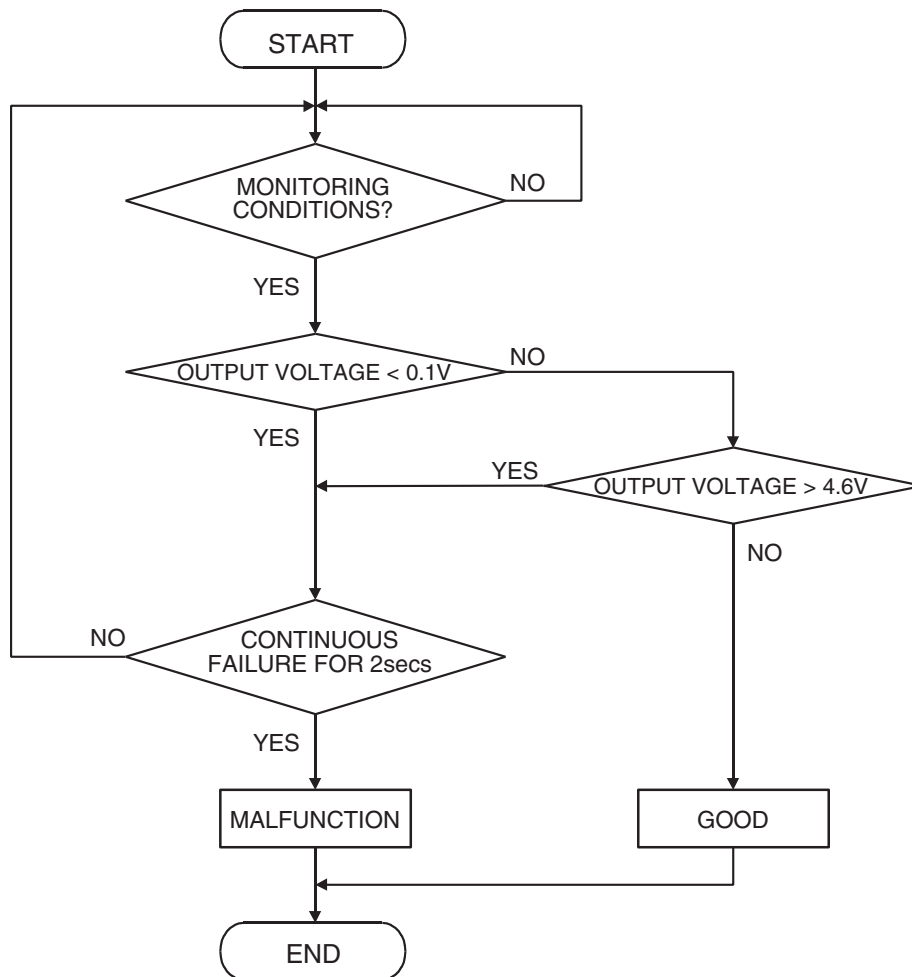 START
MONITORING
CONDITIONS?
NO
YES
OUTPUT VOLTAGE < 0.1V
NO
YES
YES
OUTPUT VOLTAGE > 4.6V
NO
NO
CONTINUOUS
FAILURE FOR 2secs
YES
MALFUNCTION
GOOD
END